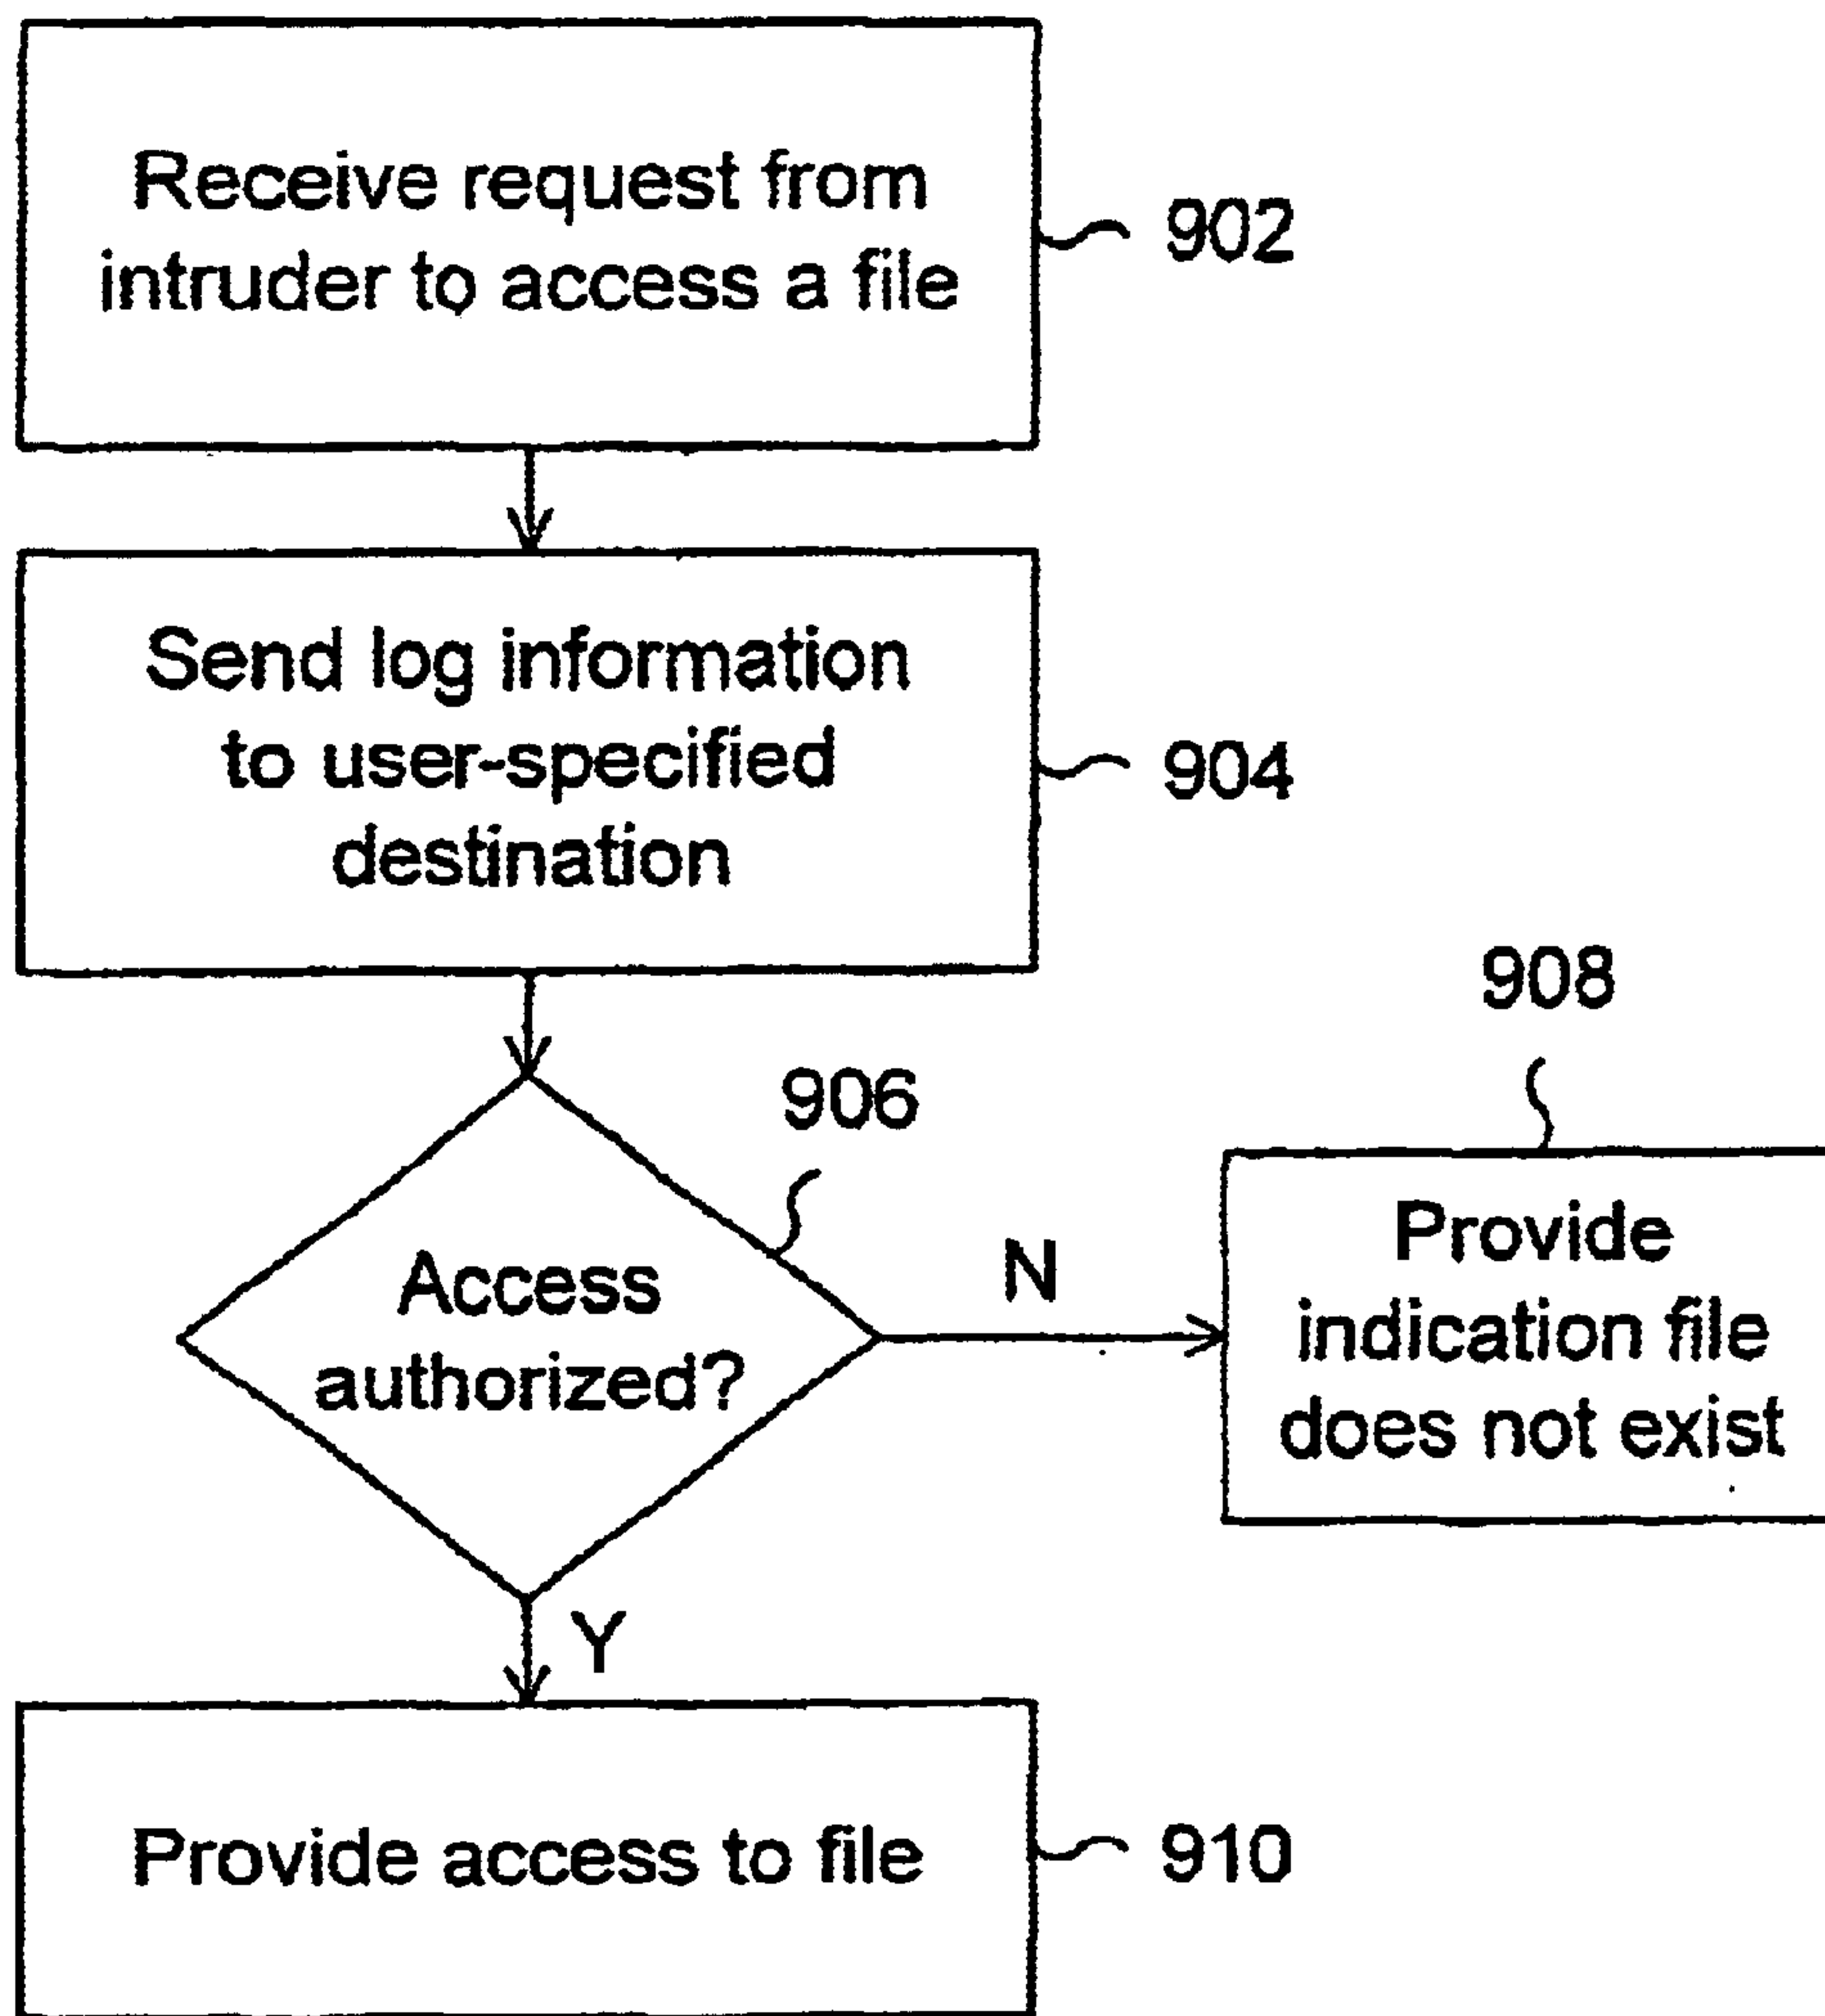 Receive request from
intruder to access a file
902
Send log information
to user-specified
destination
904
906
Access
authorized?
N
908
Provide
indication file
does not exist
Y
Provide access to file
910